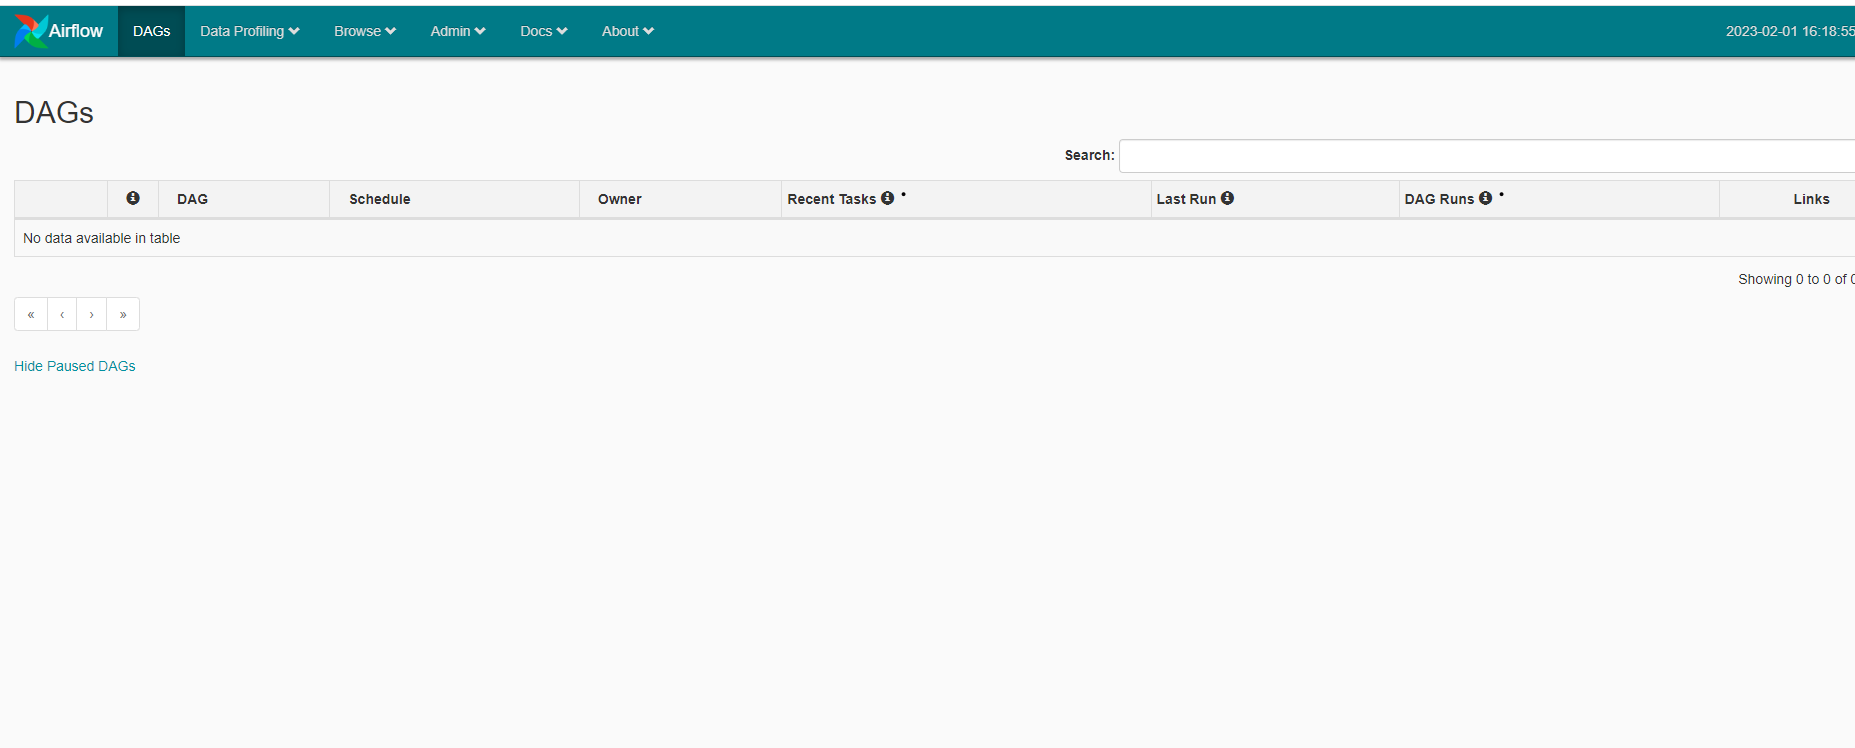 Airflow DAGs Data Profiling Browse Admin Docs About 2023-02-01 16:18:55
DAGs
Search:
DAG Schedule Owner Recent Tasks Last Run DAG Runs Links
No data available in table
Showing 0 to 0 of 0
« ‹ › »
Hide Paused DAGs